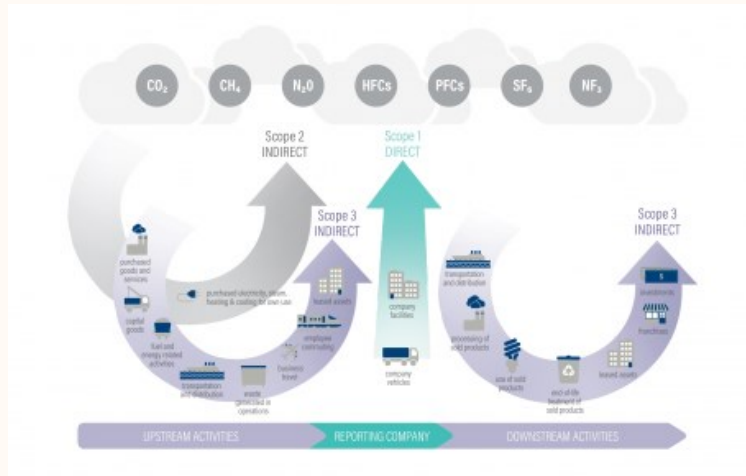 CO₂ CH₄ N₂O HFCs PFCs SF₆ NF₃
Scope 2
INDIRECT
Scope 1
DIRECT
Scope 3
INDIRECT
Scope 3
INDIRECT
purchased
goods and
services
capital
goods
fuel and
energy related
activities
transportation
and distribution
waste
generated in
operations
business
travel
employee
commuting
leased assets
purchased electricity, steam,
heating & cooling for own use
company
facilities
company
vehicles
transportation
and distribution
processing of
sold products
use of sold
products
end-of-life
treatment of
sold products
leased assets
franchises
investments
UPSTREAM ACTIVITIES
REPORTING COMPANY
DOWNSTREAM ACTIVITIES